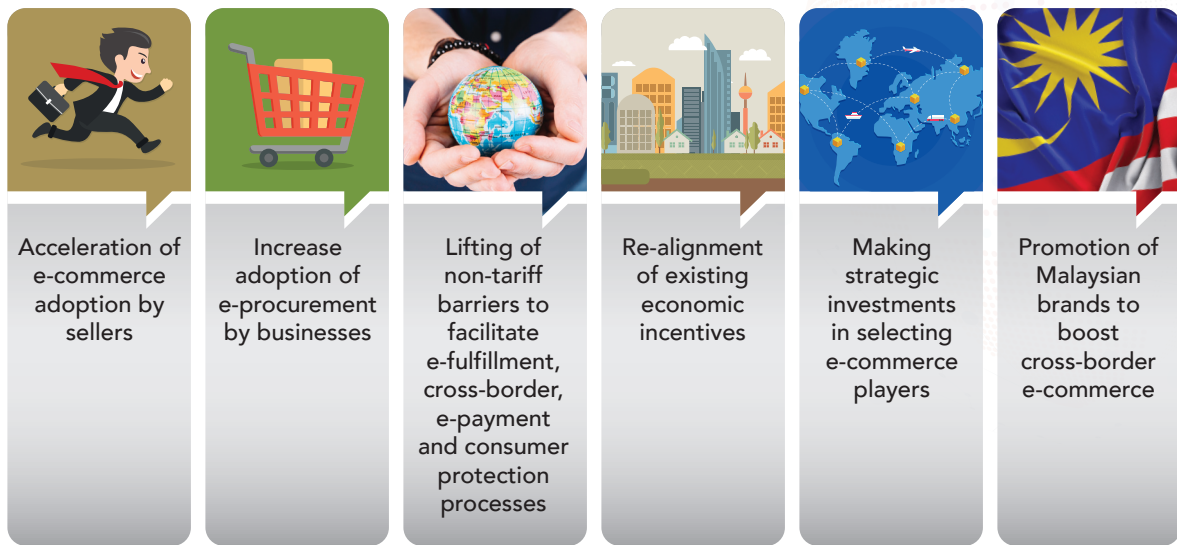 Acceleration of
e-commerce
adoption by
sellers
Increase
adoption of
e-procurement
by businesses
Lifting of
non-tariff
barriers to
facilitate
e-fulfillment,
cross-border,
e-payment
and consumer
protection
processes
Re-alignment
of existing
economic
incentives
Making
strategic
investments
in selecting
e-commerce
players
Promotion of
Malaysian
brands to
boost
cross-border
e-commerce